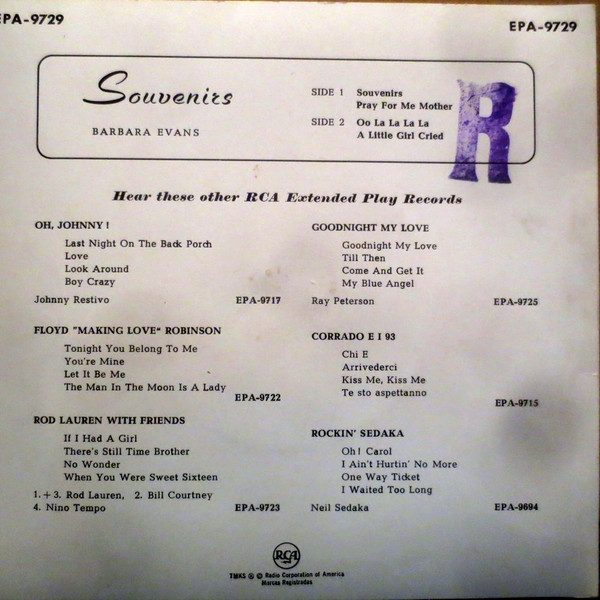 EPA-9729
EPA-9729
Souvenirs
BARBARA EVANS
SIDE 1 Souvenirs
Pray For Me Mother
SIDE 2 Oo La La La La
A Little Girl Cried
R
Hear these other RCA Extended Play Records
OH, JOHNNY !
Last Night On The Back Porch
Love
Look Around
Boy Crazy
Johnny Restivo EPA-9717
FLOYD "MAKING LOVE“ ROBINSON
Tonight You Belong To Me
You're Mine
Let It Be Me
The Man In The Moon Is A Lady
EPA-9722
ROD LAUREN WITH FRIENDS
If I Had A Girl
There's Still Time Brother
No Wonder
When You Were Sweet Sixteen
1. + 3. Rod Lauren, 2. Bill Courtney
4. Nino Tempo EPA-9723
GOODNIGHT MY LOVE
Goodnight My Love
Till Then
Come And Get It
My Blue Angel
Ray Peterson EPA-9725
CORRADO E I 93
Chi E
Arrivederci
Kiss Me, Kiss Me
Te sto aspettanno
EPA-9715
ROCKIN' SEDAKA
Oh! Carol
I Ain't Hurtin' No More
One Way Ticket
I Waited Too Long
Neil Sedaka EPA-9694
RCA
TMKS ® © Radio Corporation of America
Marcas Registradas